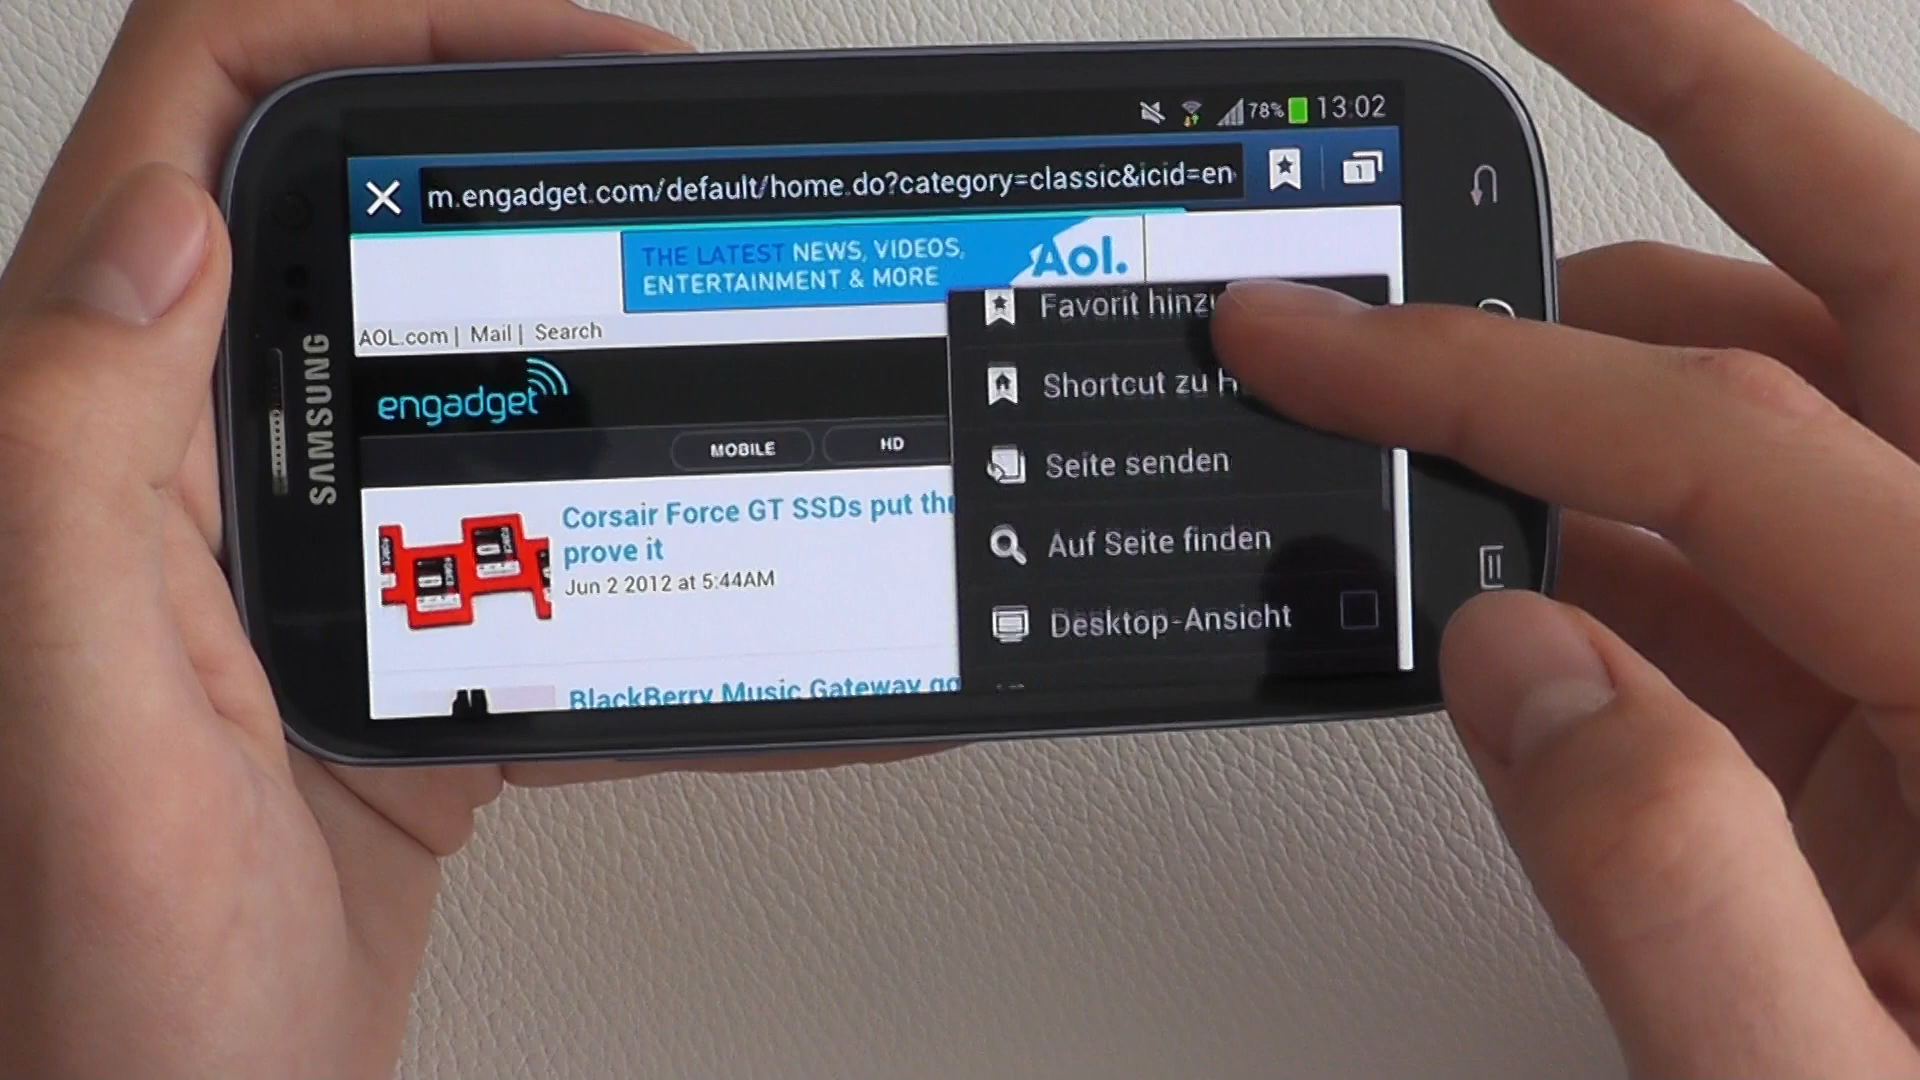 78% 13:02
m.engadget.com/default/home.do?category=classic&icid=en
1
THE LATEST NEWS, VIDEOS,
ENTERTAINMENT & MORE
Aol.
AOL.com | Mail | Search
engadget
MOBILE
HD
Corsair Force GT SSDs put
prove it
Jun 2 2012 at 5:44AM
BlackBerry Music Gateway
Favorit
Shortcut zu
Seite senden
Auf Seite finden
Desktop-Ansicht
SAMSUNG